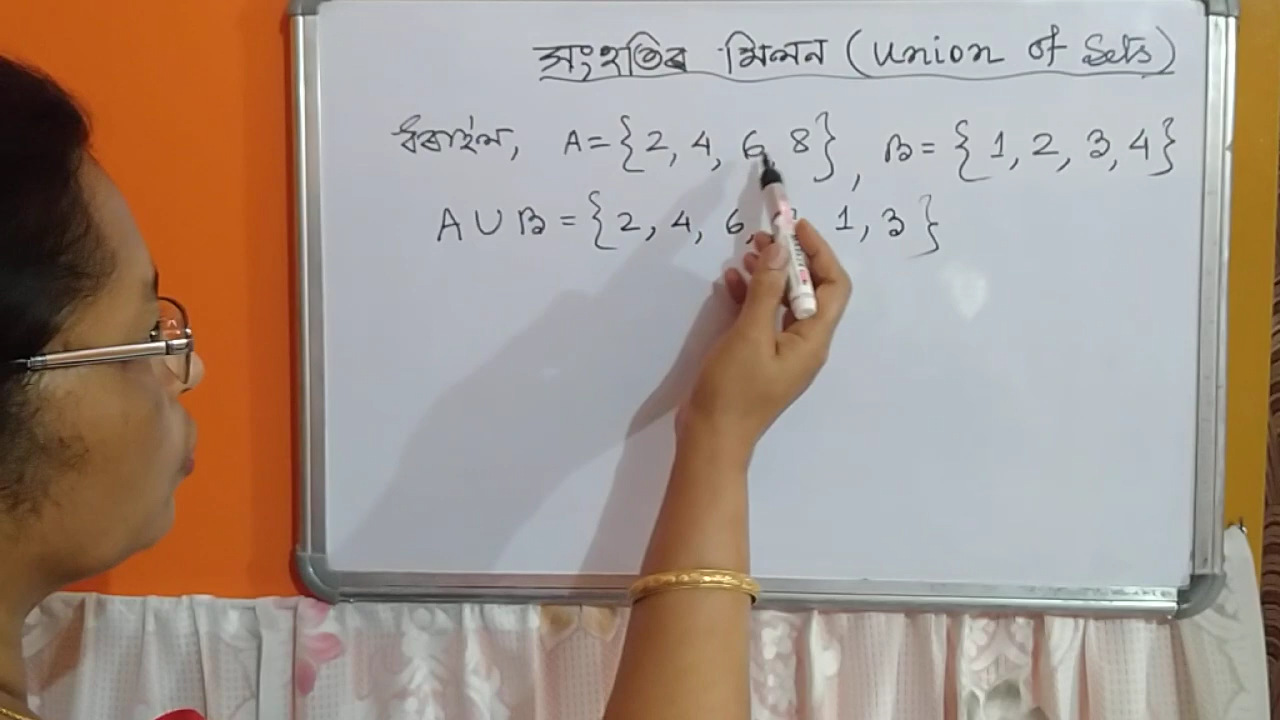 সংহতিৰ মিলন (Union of Sets)
ধৰাহ'ল, A = {2, 4, 6, 8}, B = {1, 2, 3, 4}
A ∪ B = {2, 4, 6, 1, 3}